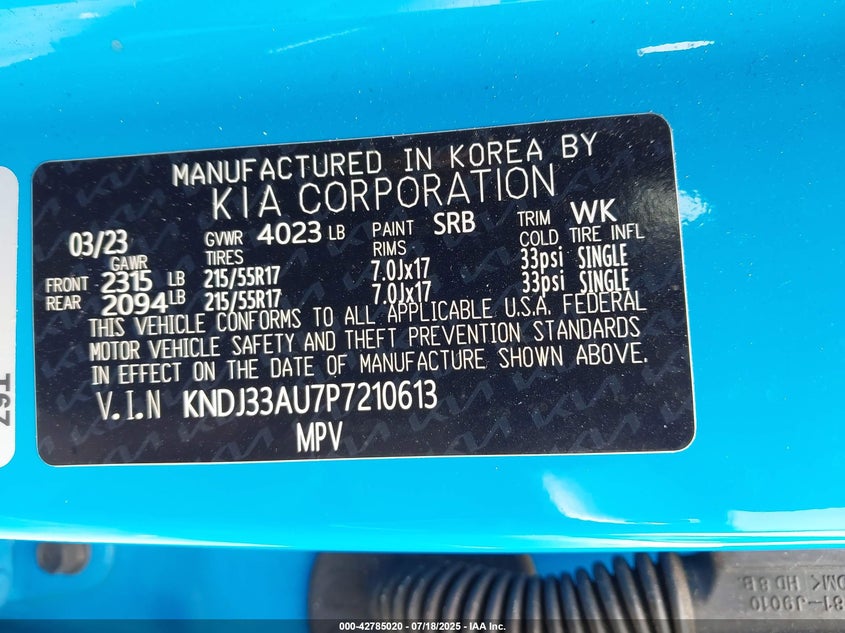 MANUFACTURED IN KOREA BY
KIA CORPORATION
03/23 GVWR 4023 LB PAINT SRB TRIM WK
GAWR TIRES RIMS COLD TIRE INFL
FRONT 2315 LB 215/55R17 7.0Jx17 33psi SINGLE
REAR 2094 LB 215/55R17 7.0Jx17 33psi SINGLE
THIS VEHICLE CONFORMS TO ALL APPLICABLE U.S.A. FEDERAL
MOTOR VEHICLE SAFETY AND THEFT PREVENTION STANDARDS
IN EFFECT ON THE DATE OF MANUFACTURE SHOWN ABOVE.
V.I.N KNDJ33AU7P7210613
MPV
HD 8 B
000-42785020 - 07/18/2025 - IAA Inc.